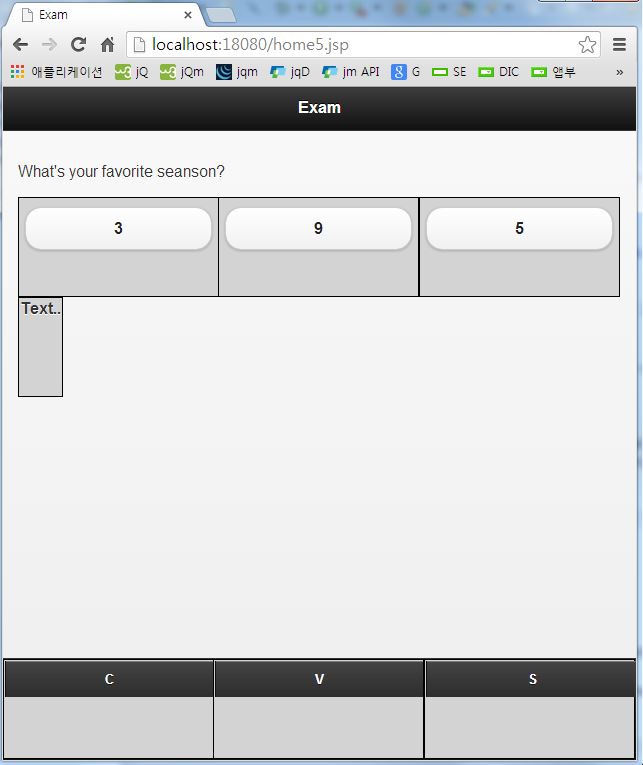 Exam
localhost:18080/home5.jsp
애플리케이션 jQ jQm jqm jqD jm API G SE DIC 앱부 »
Exam
What's your favorite seanson?
3 9 5
Text..
C V S